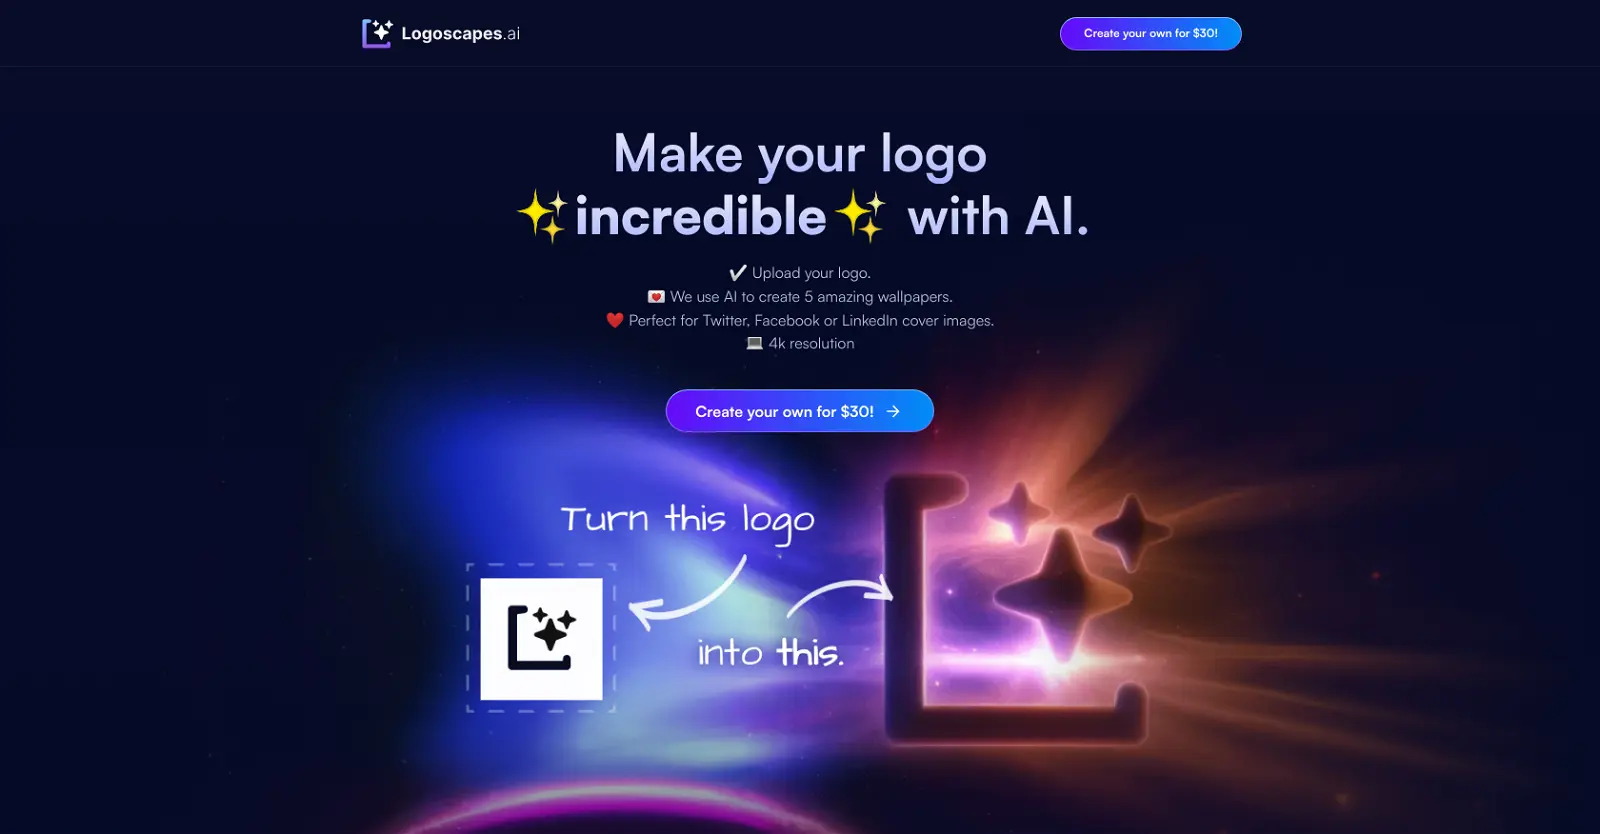 Logoscapes.ai
Create your own for $30!
Make your logo
✨incredible✨ with AI.
✔️ Upload your logo.
💌 We use AI to create 5 amazing wallpapers.
❤️ Perfect for Twitter, Facebook or LinkedIn cover images.
💻 4k resolution
Create your own for $30! →
Turn this logo
into this.